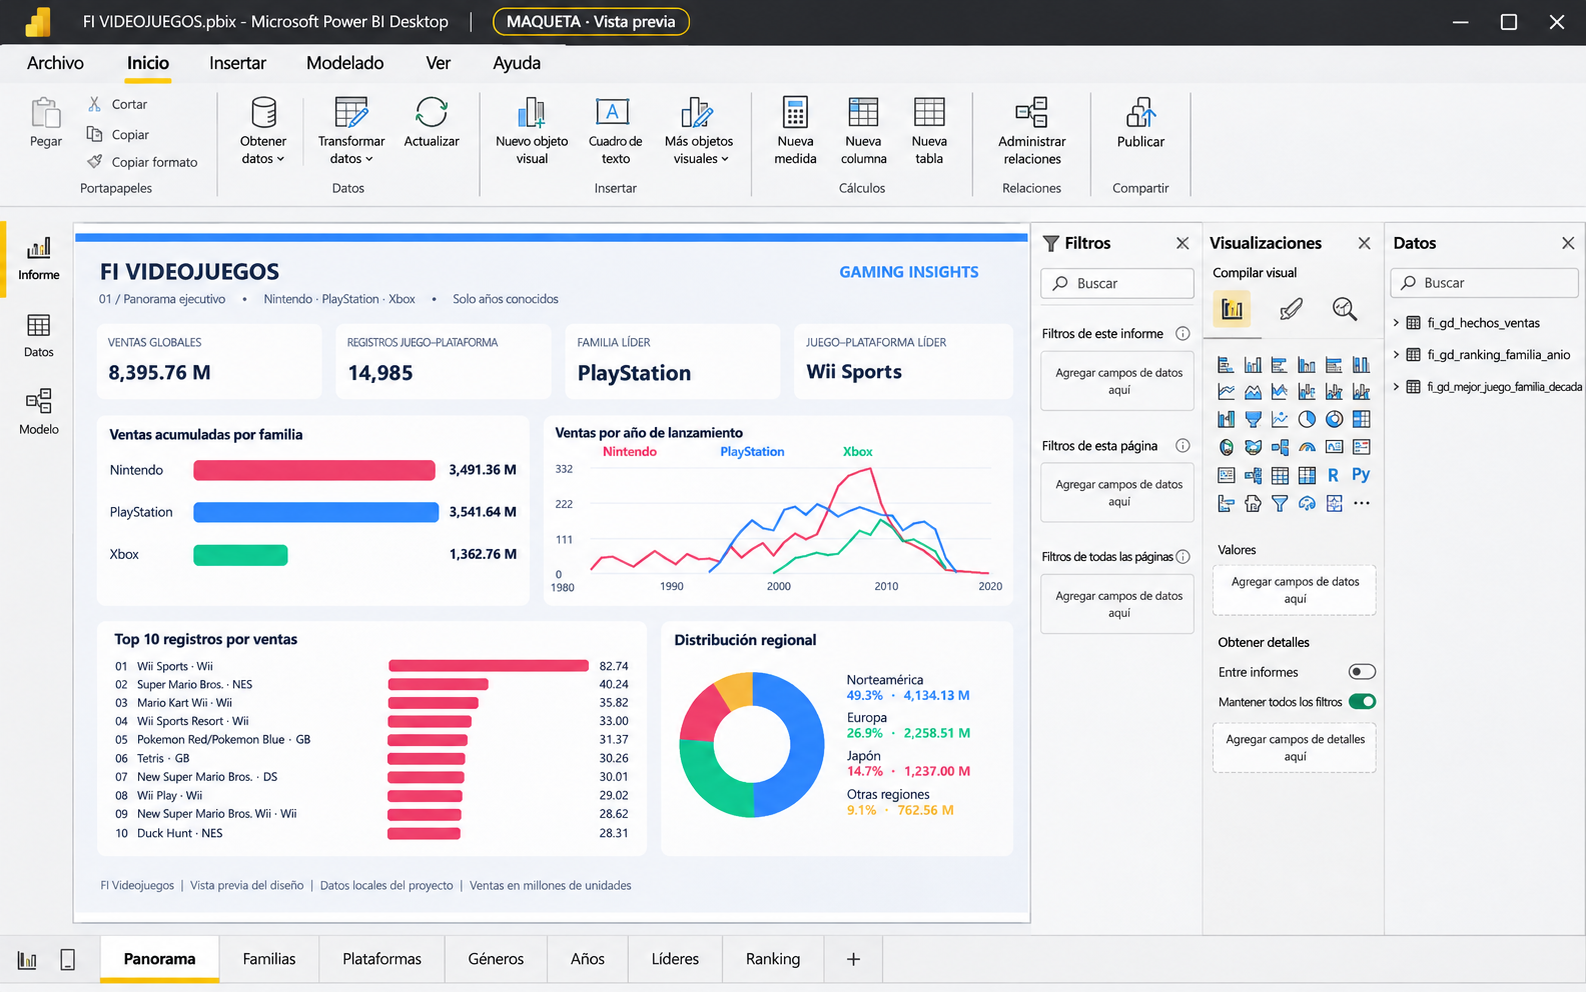 FI VIDEOJUEGOS.pbix - Microsoft Power BI Desktop
MAQUETA · Vista previa
Archivo
Inicio
Insertar
Modelado
Ver
Ayuda
Pegar
Cortar
Copiar
Copiar formato
Portapapeles
Obtener
datos
Transformar
datos
Actualizar
Datos
Nuevo objeto
visual
A
Cuadro de
texto
Más objetos
visuales
Insertar
Nueva
medida
Nueva
columna
Nueva
tabla
Cálculos
Administrar
relaciones
Relaciones
Publicar
Compartir
Informe
Datos
Modelo
FI VIDEOJUEGOS
GAMING INSIGHTS
01 / Panorama ejecutivo • Nintendo · PlayStation · Xbox • Solo años conocidos
VENTAS GLOBALES
8,395.76 M
REGISTROS JUEGO–PLATAFORMA
14,985
FAMILIA LÍDER
PlayStation
JUEGO–PLATAFORMA LÍDER
Wii Sports
Ventas acumuladas por familia
Nintendo 3,491.36 M
PlayStation 3,541.64 M
Xbox 1,362.76 M
Ventas por año de lanzamiento
Nintendo PlayStation Xbox
332
222
111
0
1980 1990 2000 2010 2020
Top 10 registros por ventas
01 Wii Sports · Wii 82.74
02 Super Mario Bros. · NES 40.24
03 Mario Kart Wii · Wii 35.82
04 Wii Sports Resort · Wii 33.00
05 Pokemon Red/Pokemon Blue · GB 31.37
06 Tetris · GB 30.26
07 New Super Mario Bros. · DS 30.01
08 Wii Play · Wii 29.02
09 New Super Mario Bros. Wii · Wii 28.62
10 Duck Hunt · NES 28.31
Distribución regional
Norteamérica
49.3% · 4,134.13 M
Europa
26.9% · 2,258.51 M
Japón
14.7% · 1,237.00 M
Otras regiones
9.1% · 762.56 M
FI Videojuegos | Vista previa del diseño | Datos locales del proyecto | Ventas en millones de unidades
Filtros
Buscar
Filtros de este informe
Agregar campos de datos
aquí
Filtros de esta página
Agregar campos de datos
aquí
Filtros de todas las páginas
Agregar campos de datos
aquí
Visualizaciones
Compilar visual
R
Py
Valores
Agregar campos de datos
aquí
Obtener detalles
Entre informes
Mantener todos los filtros
Agregar campos de detalles
aquí
Datos
Buscar
fi_gd_hechos_ventas
fi_gd_ranking_familia_anio
fi_gd_mejor_juego_familia_decada
Panorama
Familias
Plataformas
Géneros
Años
Líderes
Ranking
+